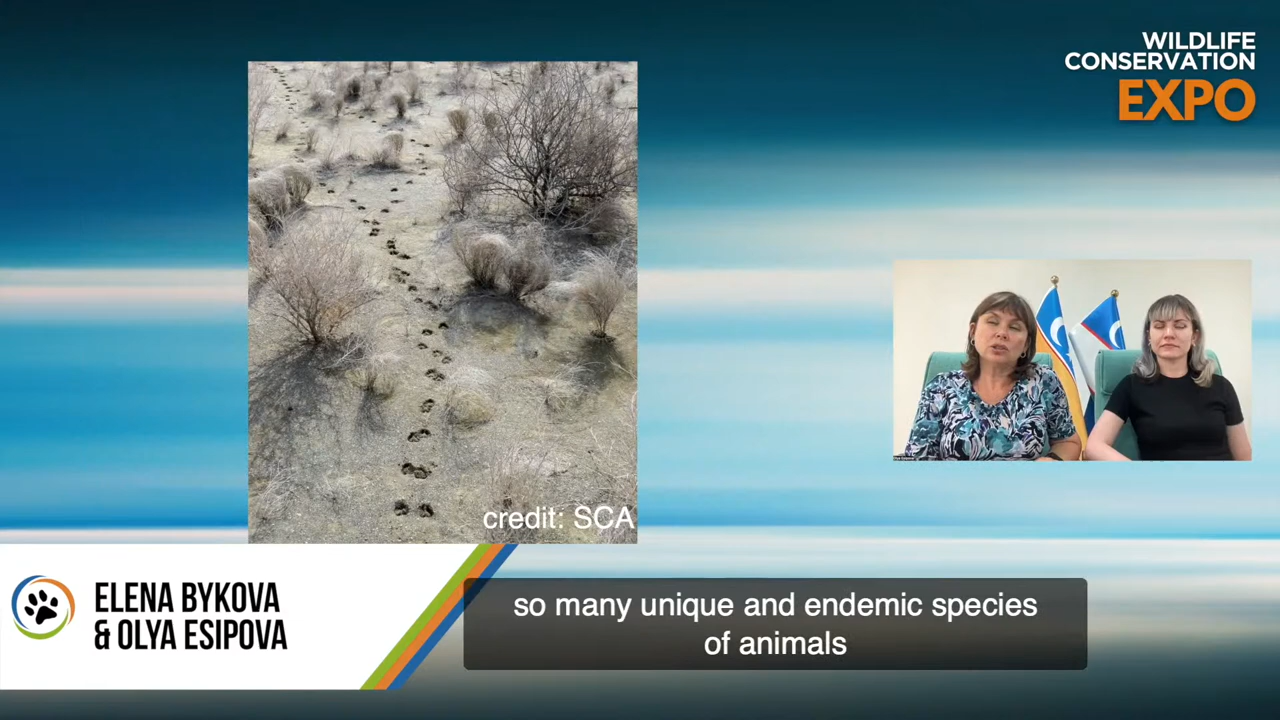 WILDLIFE
CONSERVATION
EXPO
credit: SCA
ELENA BYKOVA
& OLYA ESIPOVA
so many unique and endemic species
of animals